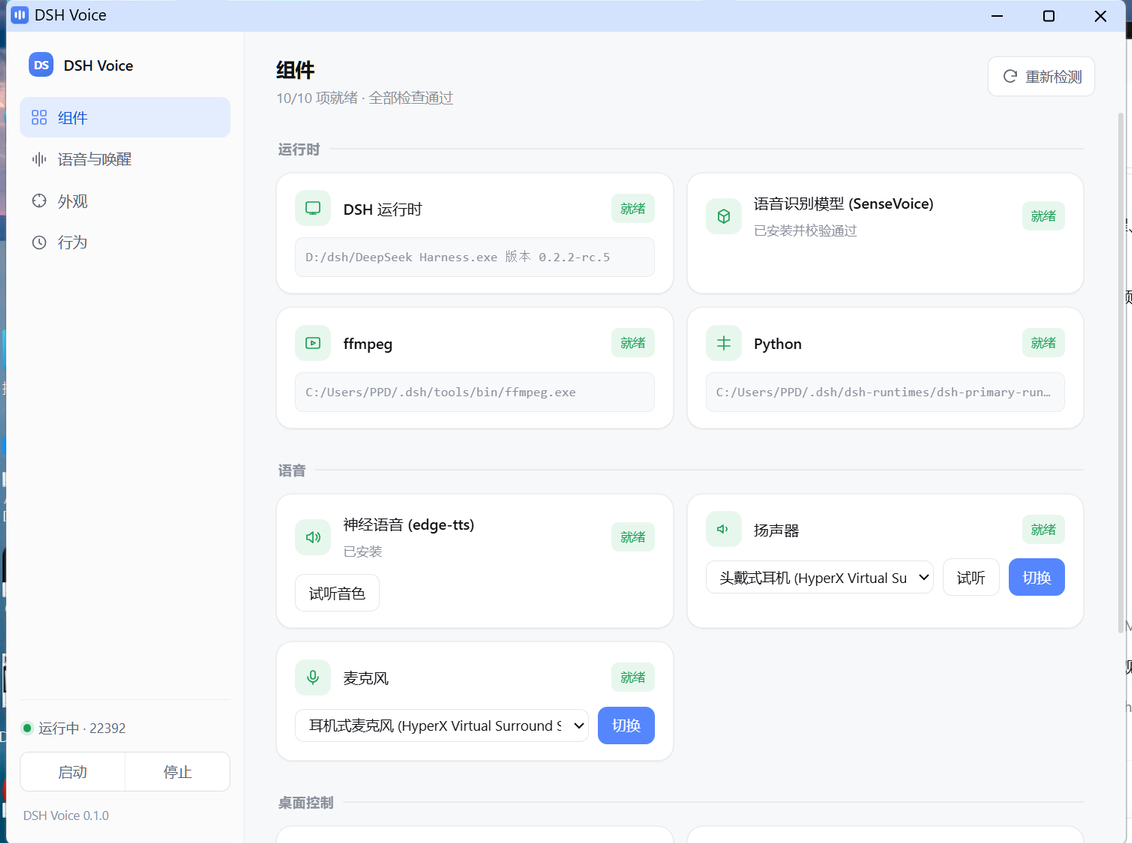 DSH Voice
DS DSH Voice
组件
语音与唤醒
外观
行为
运行中 · 22392
启动 停止
DSH Voice 0.1.0
组件
10/10 项就绪 · 全部检查通过
重新检测
运行时
DSH 运行时 就绪
D:/dsh/DeepSeek Harness.exe 版本 0.2.2-rc.5
语音识别模型 (SenseVoice) 就绪
已安装并校验通过
ffmpeg 就绪
C:/Users/PPD/.dsh/tools/bin/ffmpeg.exe
Python 就绪
C:/Users/PPD/.dsh/dsh-runtimes/dsh-primary-run…
语音
神经语音 (edge-tts) 就绪
已安装
试听音色
扬声器 就绪
头戴式耳机 (HyperX Virtual Su 试听 切换
麦克风 就绪
耳机式麦克风 (HyperX Virtual Surround S 切换
桌面控制